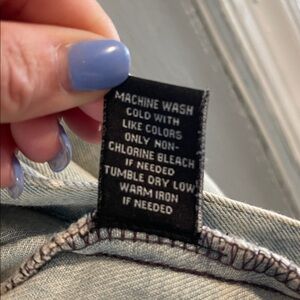 MACHINE WASH
COLD WITH
LIKE COLORS
ONLY NON-
CHLORINE BLEACH
IF NEEDED
TUMBLE DRY LOW
WARM IRON
IF NEEDED